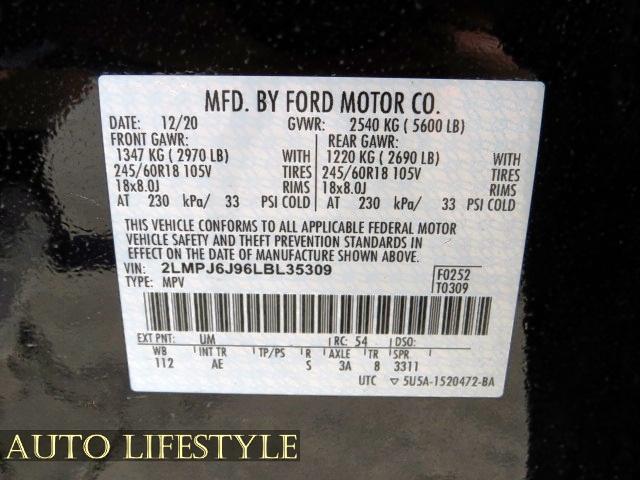 MFD. BY FORD MOTOR CO.
DATE: 12/20 GVWR: 2540 KG ( 5600 LB)
FRONT GAWR: REAR GAWR:
1347 KG ( 2970 LB) WITH 1220 KG ( 2690 LB) WITH
245/60R18 105V TIRES 245/60R18 105V TIRES
18x8.0J RIMS 18x8.0J RIMS
AT 230 kPa/ 33 PSI COLD AT 230 kPa/ 33 PSI COLD
THIS VEHICLE CONFORMS TO ALL APPLICABLE FEDERAL MOTOR
VEHICLE SAFETY AND THEFT PREVENTION STANDARDS IN
EFFECT ON THE DATE OF MANUFACTURE SHOWN ABOVE.
VIN: 2LMPJ6J96LBL35309 F0252
TYPE: MPV T0309
EXT PNT: UM RC: 54 DSO:
WB INT TR TP/PS R AXLE TR SPR
112 AE S 3A 8 3311
UTC ▽ 5U5A-1520472-BA
AUTO LIFESTYLE